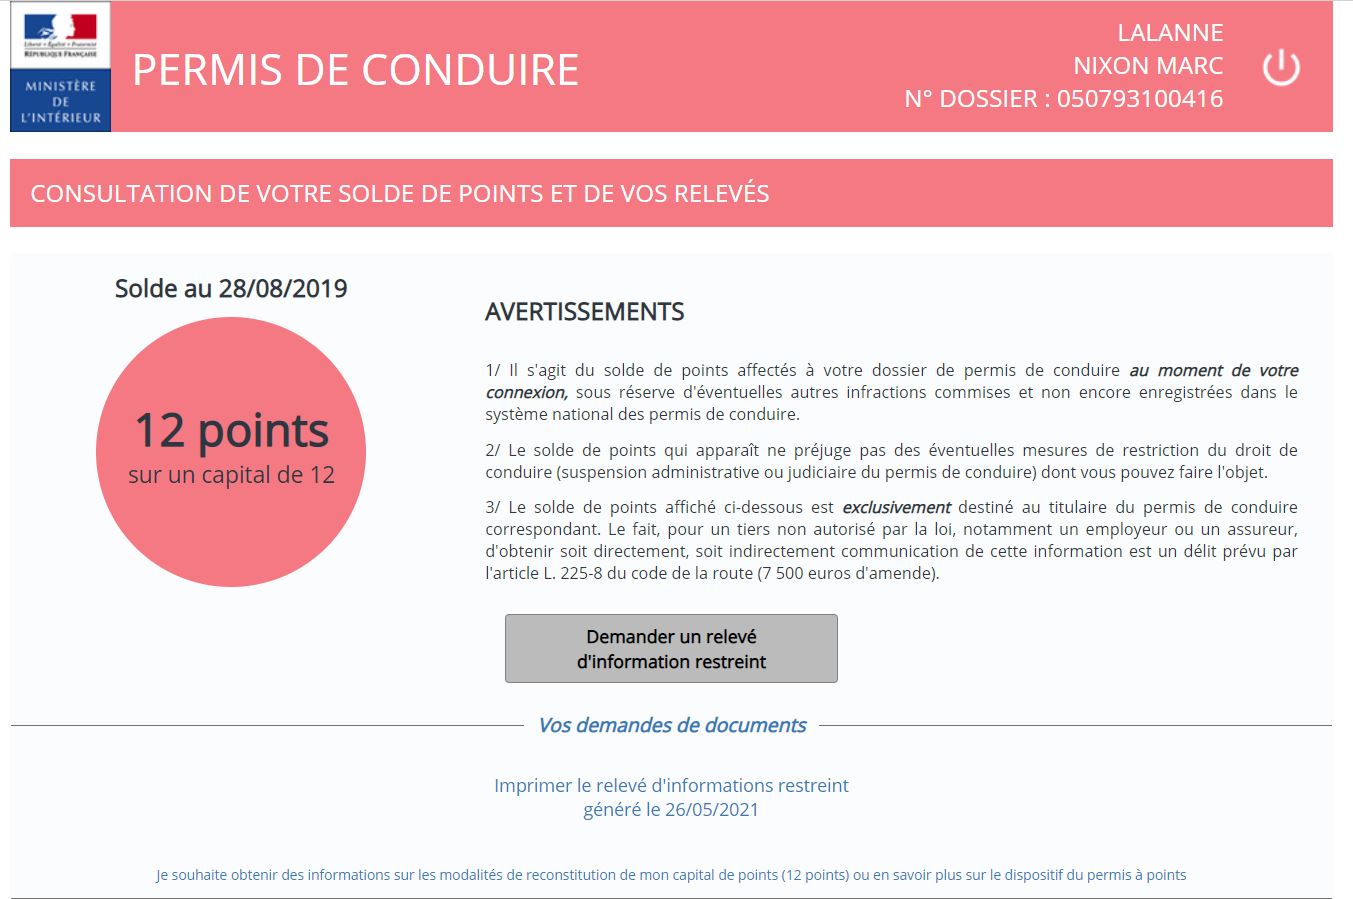 Liberté • Égalité • Fraternité
RÉPUBLIQUE FRANÇAISE
MINISTÈRE
DE
L'INTÉRIEUR
PERMIS DE CONDUIRE
LALANNE
NIXON MARC
N° DOSSIER : 050793100416
CONSULTATION DE VOTRE SOLDE DE POINTS ET DE VOS RELEVÉS
Solde au 28/08/2019
12 points
sur un capital de 12
AVERTISSEMENTS
1/ Il s'agit du solde de points affectés à votre dossier de permis de conduire au moment de votre
connexion, sous réserve d'éventuelles autres infractions commises et non encore enregistrées dans le
système national des permis de conduire.
2/ Le solde de points qui apparaît ne préjuge pas des éventuelles mesures de restriction du droit de
conduire (suspension administrative ou judiciaire du permis de conduire) dont vous pouvez faire l'objet.
3/ Le solde de points affiché ci-dessous est exclusivement destiné au titulaire du permis de conduire
correspondant. Le fait, pour un tiers non autorisé par la loi, notamment un employeur ou un assureur,
d'obtenir soit directement, soit indirectement communication de cette information est un délit prévu par
l'article L. 225-8 du code de la route (7 500 euros d'amende).
Demander un relevé
d'information restreint
Vos demandes de documents
Imprimer le relevé d'informations restreint
généré le 26/05/2021
Je souhaite obtenir des informations sur les modalités de reconstitution de mon capital de points (12 points) ou en savoir plus sur le dispositif du permis à points